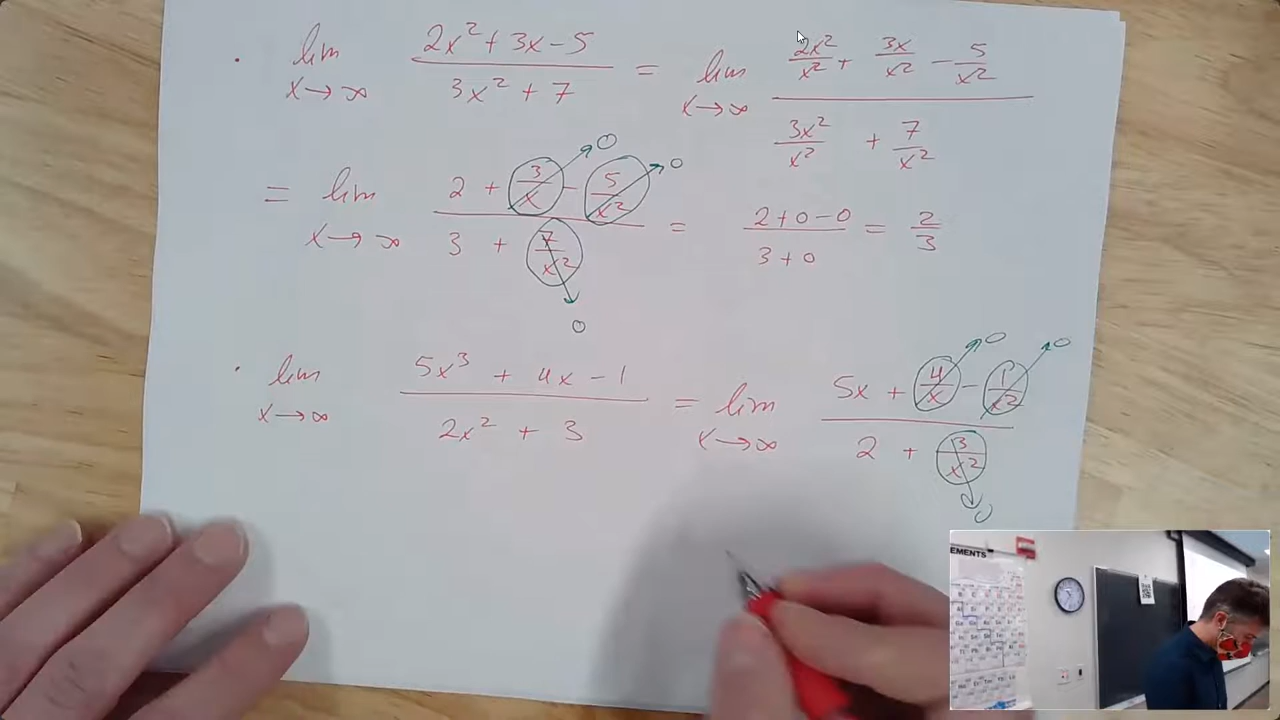 • lim x→∞ (2x² + 3x - 5)/(3x² + 7) = lim x→∞ (2x²/x² + 3x/x² - 5/x²)/(3x²/x² + 7/x²)
= lim x→∞ (2 + 3/x → 0 - 5/x² → 0)/(3 + 7/x² → 0) = (2+0-0)/(3+0) = 2/3
• lim x→∞ (5x³ + 4x - 1)/(2x² + 3) = lim x→∞ (5x + 4/x → 0 - 1/x² → 0)/(2 + 3/x² → 0)
EMENTS